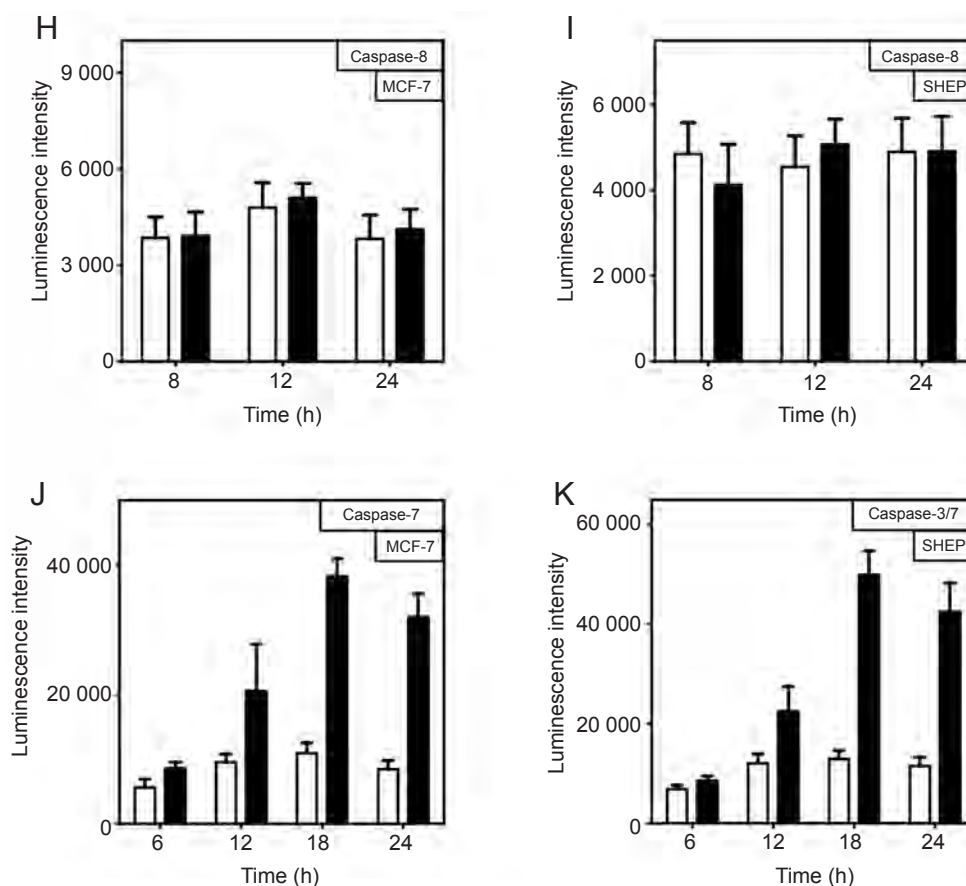 H
Caspase-8
MCF-7
Luminescence intensity
9 000
6 000
3 000
0
8
12
24
Time (h)
I
Caspase-8
SHEP
Luminescence intensity
6 000
4 000
2 000
0
8
12
24
Time (h)
J
Caspase-7
MCF-7
Luminescence intensity
40 000
20 000
0
6
12
18
24
Time (h)
K
Caspase-3/7
SHEP
Luminescence intensity
60 000
40 000
20 000
0
6
12
18
24
Time (h)